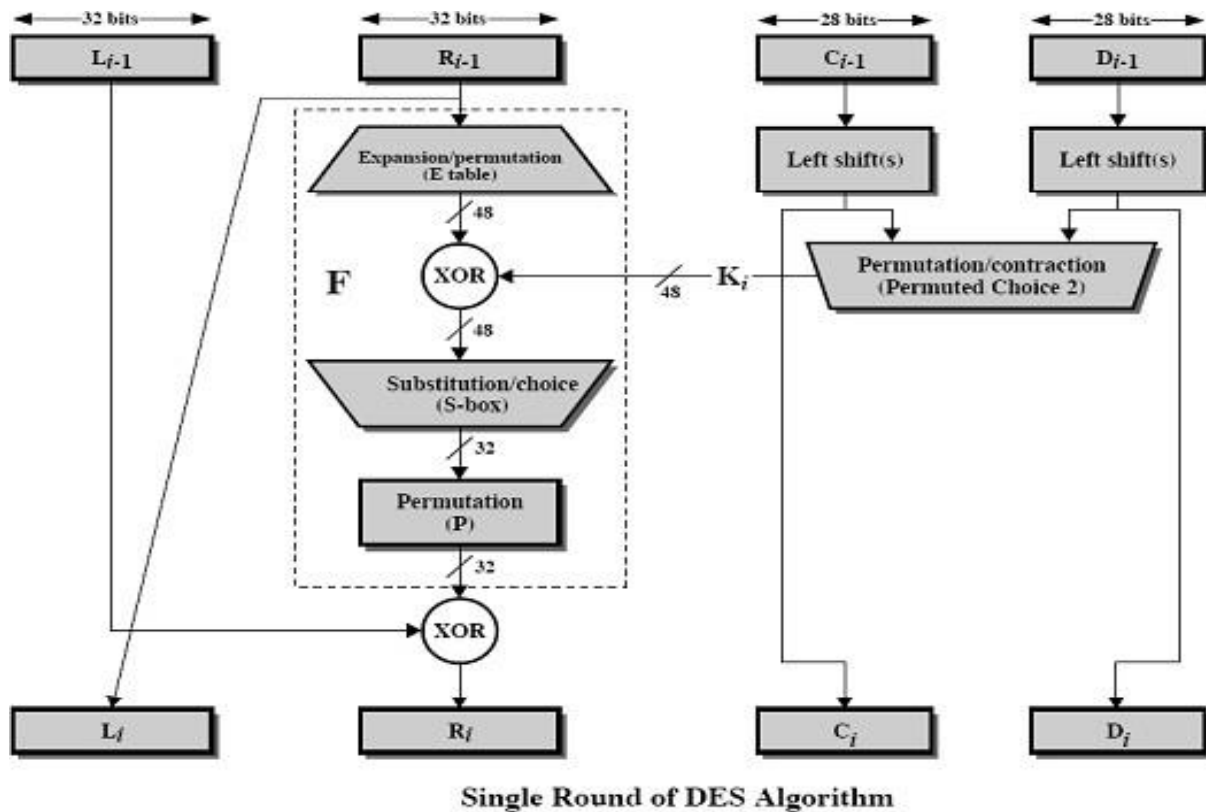 32 bits
32 bits
28 bits
28 bits
Li-1
Ri-1
Ci-1
Di-1
Expansion/permutation
(E table)
Left shift(s)
Left shift(s)
48
F
XOR
48
Ki
Permutation/contraction
(Permuted Choice 2)
48
Substitution/choice
(S-box)
32
Permutation
(P)
32
XOR
Li
Ri
Ci
Di
Single Round of DES Algorithm